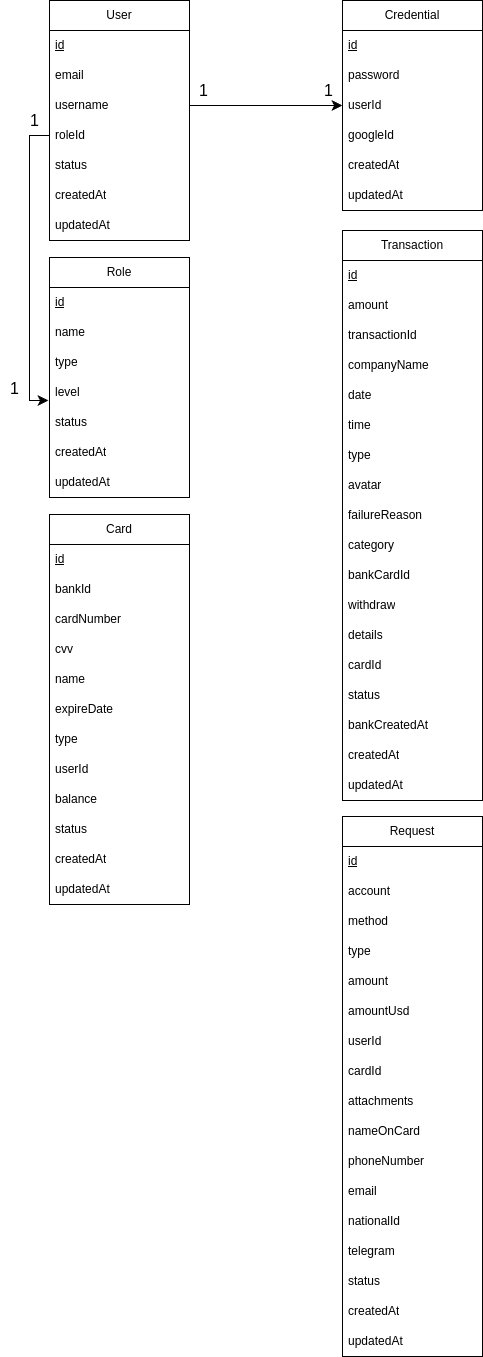 User
id
email
username
roleId
status
createdAt
updatedAt
1
1
1
1
Role
id
name
type
level
status
createdAt
updatedAt
Card
id
bankId
cardNumber
cvv
name
expireDate
type
userId
balance
status
createdAt
updatedAt
Credential
id
password
userId
googleId
createdAt
updatedAt
Transaction
id
amount
transactionId
companyName
date
time
type
avatar
failureReason
category
bankCardId
withdraw
details
cardId
status
bankCreatedAt
createdAt
updatedAt
Request
id
account
method
type
amount
amountUsd
userId
cardId
attachments
nameOnCard
phoneNumber
email
nationalId
telegram
status
createdAt
updatedAt